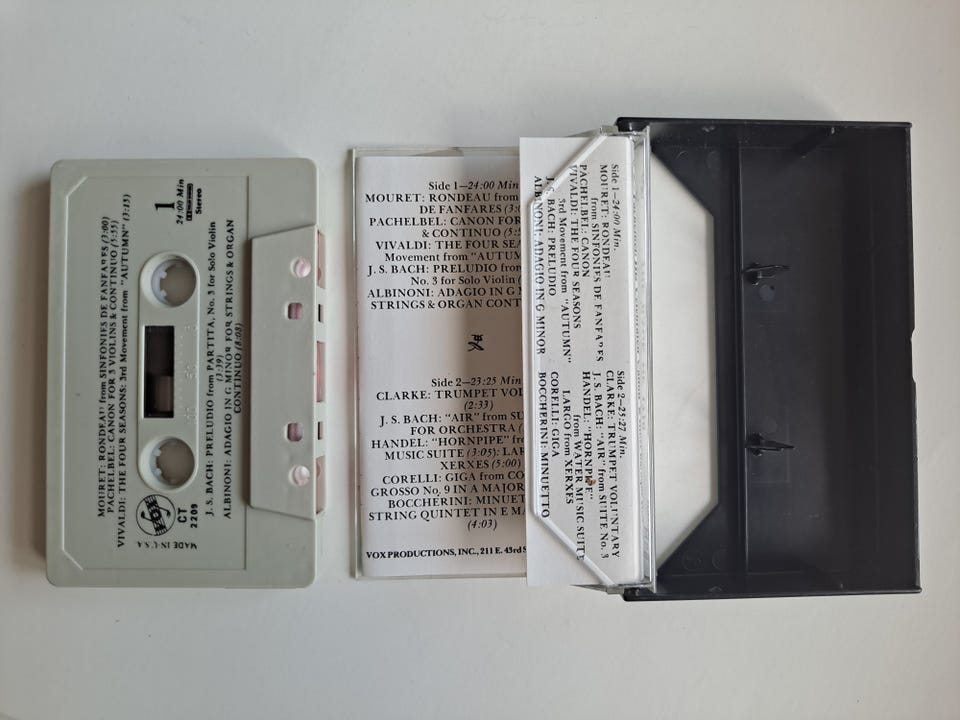 MOURET: RONDEAU from SINFONIES DE FANFARES (3:00)
PACHELBEL: CANON FOR 3 VIOLINS & CONTINUO (5:55)
VIVALDI: THE FOUR SEASONS: 3rd Movement from "AUTUMN" (3:15)
1
24:00 Min
Stereo
VOX
CT
2209
MADE IN U.S.A.
J. S. BACH: PRELUDIO from PARTITA, No. 3 for Solo Violin
(3:39)
ALBINONI: ADAGIO IN G MINOR FOR STRINGS & ORGAN
CONTINUO (8:03)
Side 1—24:00 Min
MOURET: RONDEAU from
DE FANFARES
PACHELBEL: CANON FOR
& CONTINUO
VIVALDI: THE FOUR SEA
Movement from "AUTUM
J. S. BACH: PRELUDIO from
No. 3 for Solo Violin
ALBINONI: ADAGIO IN G M
STRINGS & ORGAN CONT
Side 2—23:25 Min
CLARKE: TRUMPET VOL
(2:33)
J. S. BACH: "AIR" from SU
FOR ORCHESTRA
HANDEL: "HORNPIPE" fr
MUSIC SUITE (3:05): LAR
XERXES (5:00)
CORELLI: GIGA from CO
GROSSO No. 9 IN A MAJOR
BOCCHERINI: MINUET
STRING QUINTET IN E MA
(4:03)
VOX PRODUCTIONS, INC., 211 E. 43rd S
Side 1—24:00 Min.
MOURET: RONDEAU
from SINFONIES DE FANFARES
PACHELBEL: CANON
VIVALDI: THE FOUR SEASONS
3rd Movement from "AUTUMN"
J. S. BACH: PRELUDIO
ALBINONI: ADAGIO IN G MINOR
Side 2—25:27 Min.
CLARKE: TRUMPET VOLUNTARY
J. S. BACH: "AIR" from SUITE No. 3
HANDEL: "HORNPIPE"
from WATER MUSIC SUITE
LARGO from XERXES
CORELLI: GIGA
BOCCHERINI: MINUETTO